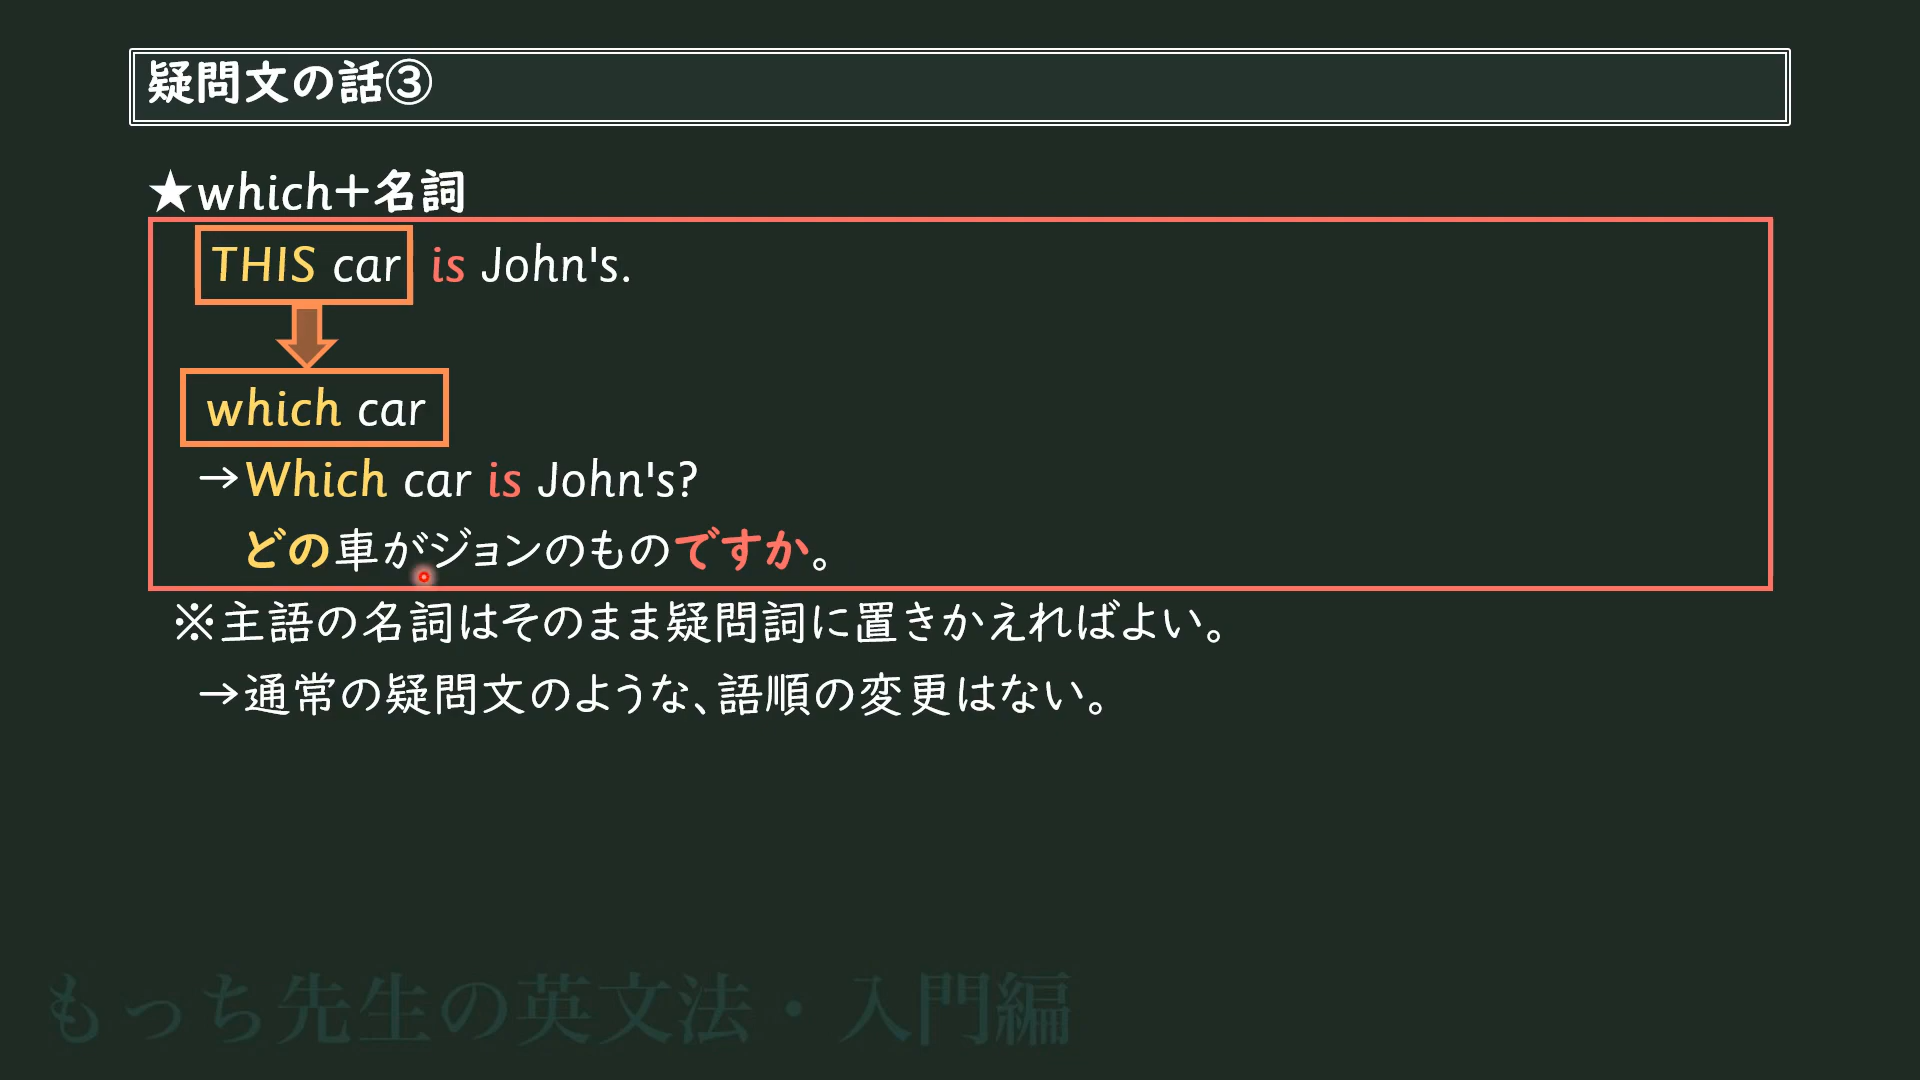 疑問文の話③
★which+名詞
THIS car is John's.
which car
→Which car is John's?
どの車がジョンのものですか。
※主語の名詞はそのまま疑問詞に置きかえればよい。
→通常の疑問文のような、語順の変更はない。
もっち先生の英文法・入門編